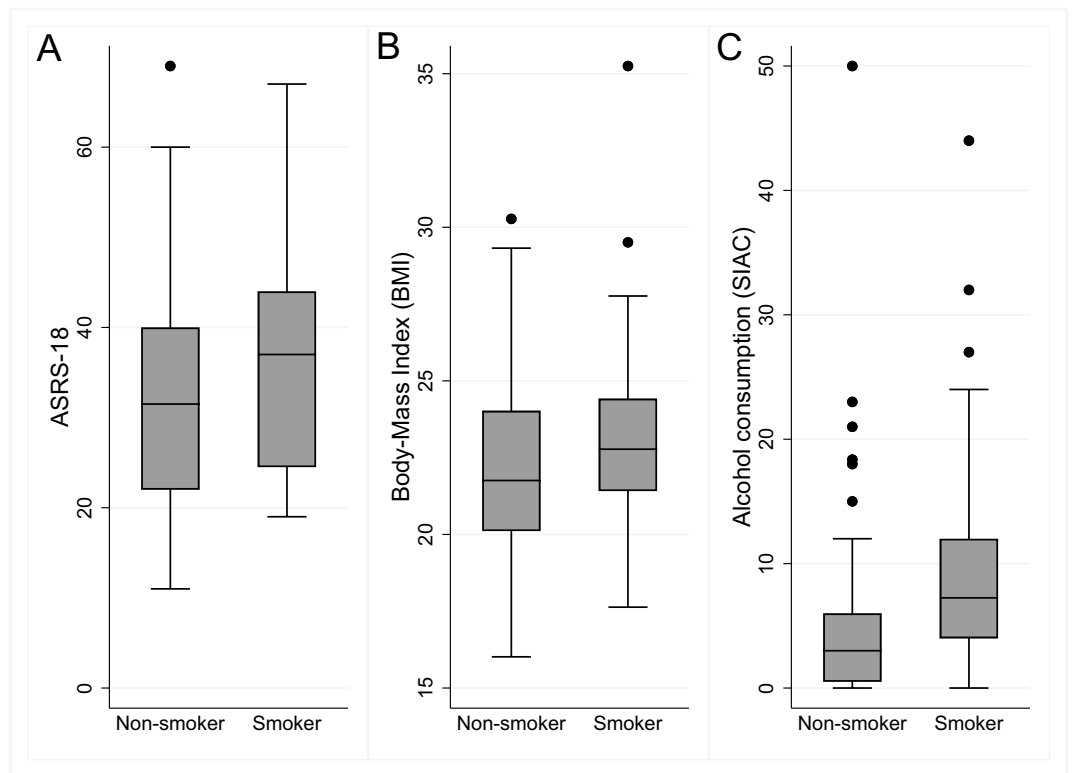 A
ASRS-18
60
40
20
0
Non-smoker Smoker
B
Body-Mass Index (BMI)
35
30
25
20
15
Non-smoker Smoker
C
Alcohol consumption (SIAC)
50
40
30
20
10
0
Non-smoker Smoker